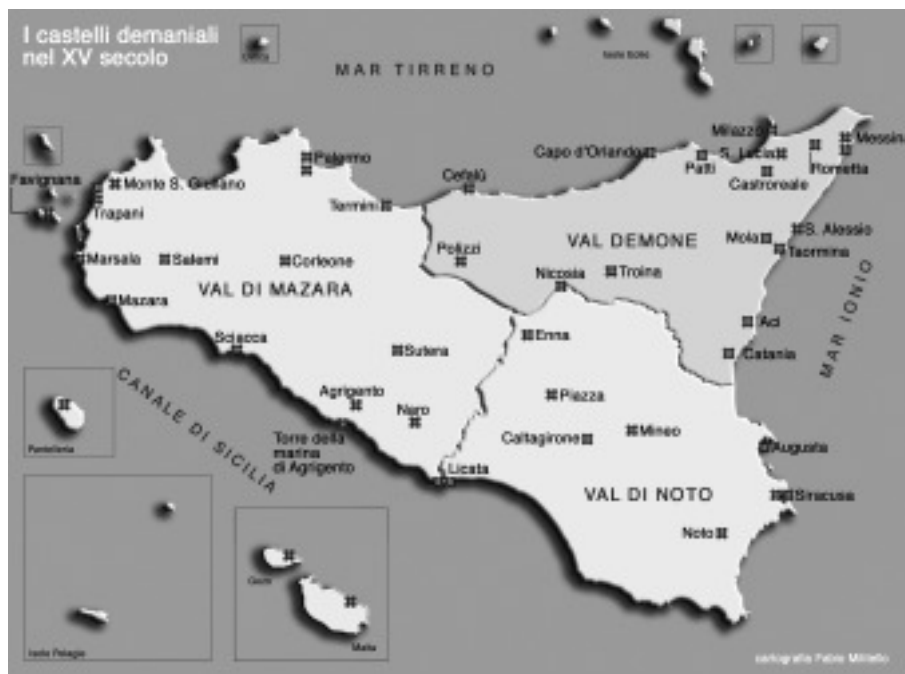 I castelli demaniali
nel XV secolo
Ustica
MAR TIRRENO
Isole Eolie
Favignana
Monte S. Giuliano
Trapani
Palermo
Termini
Cefalù
Capo d'Orlando
Patti
Milazzo
S. Lucia
Castroreale
Messina
Rometta
Marsala
Salemi
Corleone
Polizzi
VAL DEMONE
Mola
S. Alessio
Taormina
Mazara
VAL DI MAZARA
Nicosia
Troina
MAR IONIO
Sciacca
Sutera
Enna
Aci
Catania
CANALE DI SICILIA
Agrigento
Naro
Piazza
Torre della
marina
di Agrigento
Caltagirone
Mineo
Augusta
Pantelleria
Licata
VAL DI NOTO
Siracusa
Noto
Gozo
Malta
Isole Pelagie
cartografia Fabio Militello